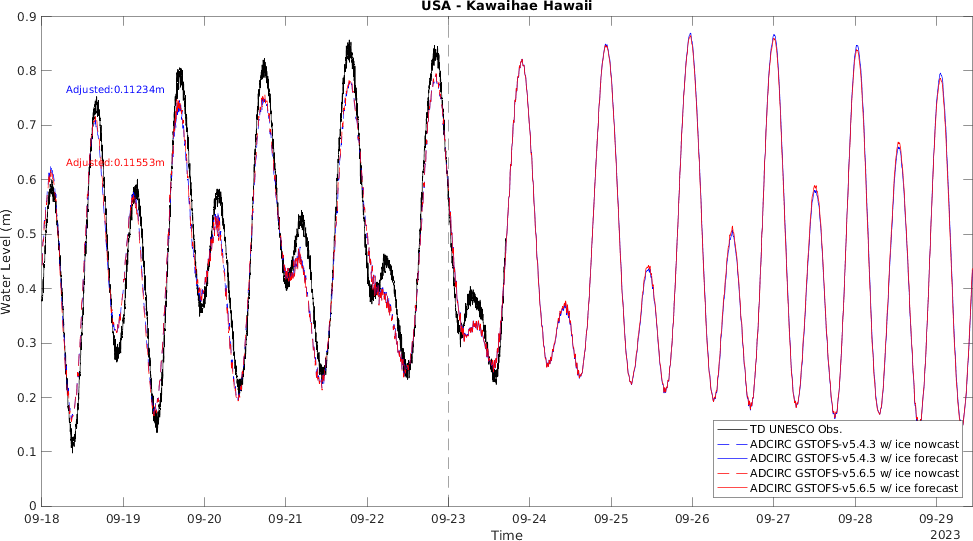 USA - Kawaihae Hawaii
0.9
0.8
0.7
0.6
0.5
0.4
0.3
0.2
0.1
0
Water Level (m)
Adjusted:0.11234m
Adjusted:0.11553m
TD UNESCO Obs.
ADCIRC GSTOFS-v5.4.3 w/ ice nowcast
ADCIRC GSTOFS-v5.4.3 w/ ice forecast
ADCIRC GSTOFS-v5.6.5 w/ ice nowcast
ADCIRC GSTOFS-v5.6.5 w/ ice forecast
09-18 09-19 09-20 09-21 09-22 09-23 09-24 09-25 09-26 09-27 09-28 09-29
2023
Time